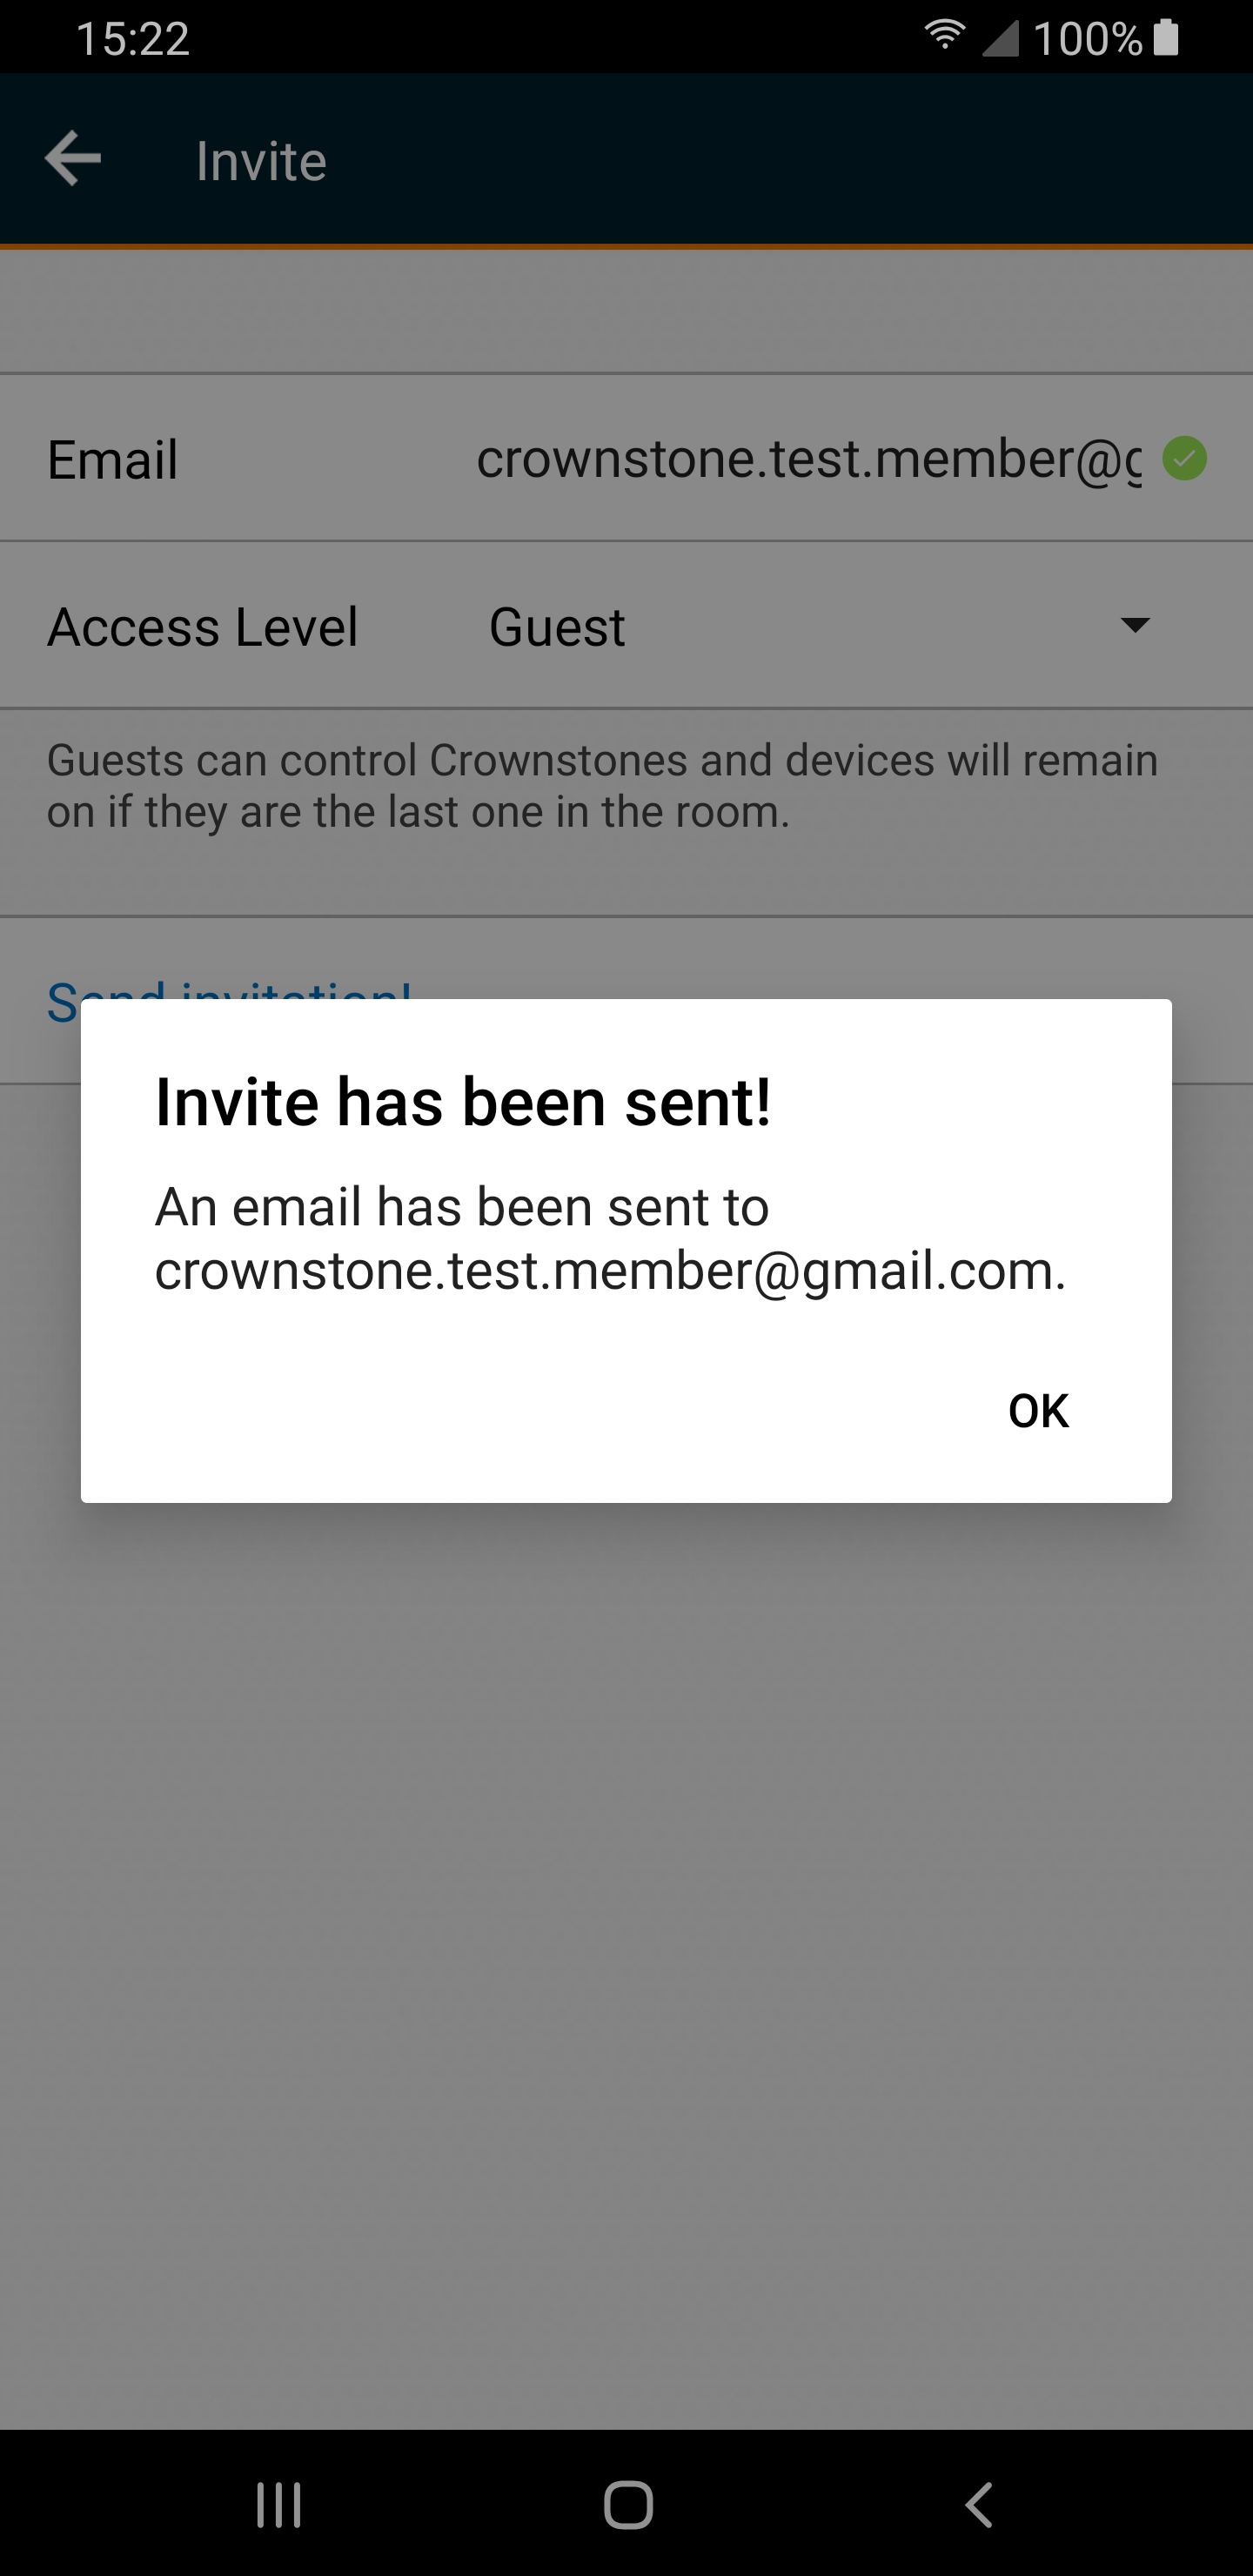 15:22
100%
Invite
Email
crownstone.test.member@g
Access Level
Guest
Guests can control Crownstones and devices will remain
on if they are the last one in the room.
Send invitation!
Invite has been sent!
An email has been sent to
crownstone.test.member@gmail.com.
OK